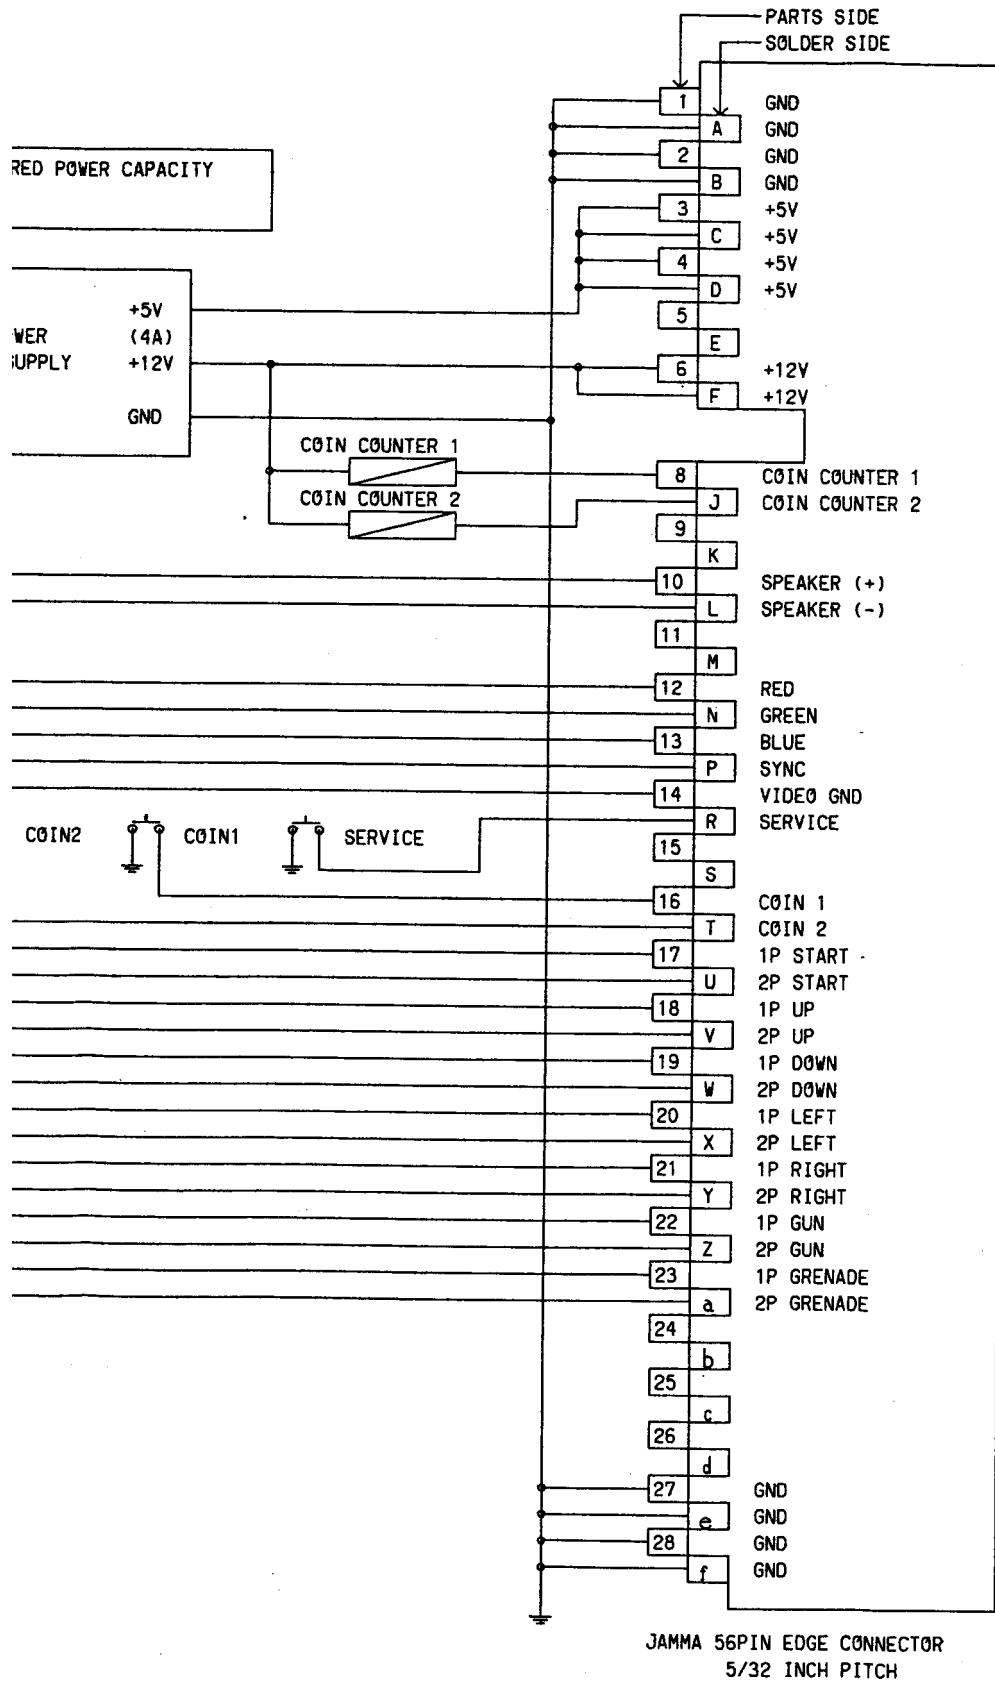 PARTS SIDE
SOLDER SIDE
1 GND
A GND
2 GND
B GND
RED POWER CAPACITY
3 +5V
C +5V
4 +5V
D +5V
+5V
5
WER (4A)
E
UPPLY +12V
6 +12V
F +12V
GND
COIN COUNTER 1
8 COIN COUNTER 1
COIN COUNTER 2
J COIN COUNTER 2
9
K
10 SPEAKER (+)
L SPEAKER (-)
11
M
12 RED
N GREEN
13 BLUE
P SYNC
14 VIDEO GND
COIN2 COIN1 SERVICE
R SERVICE
15
S
16 COIN 1
T COIN 2
17 1P START
U 2P START
18 1P UP
V 2P UP
19 1P DOWN
W 2P DOWN
20 1P LEFT
X 2P LEFT
21 1P RIGHT
Y 2P RIGHT
22 1P GUN
Z 2P GUN
23 1P GRENADE
a 2P GRENADE
24
b
25
c
26
d
27 GND
e GND
28 GND
f GND
JAMMA 56PIN EDGE CONNECTOR
5/32 INCH PITCH